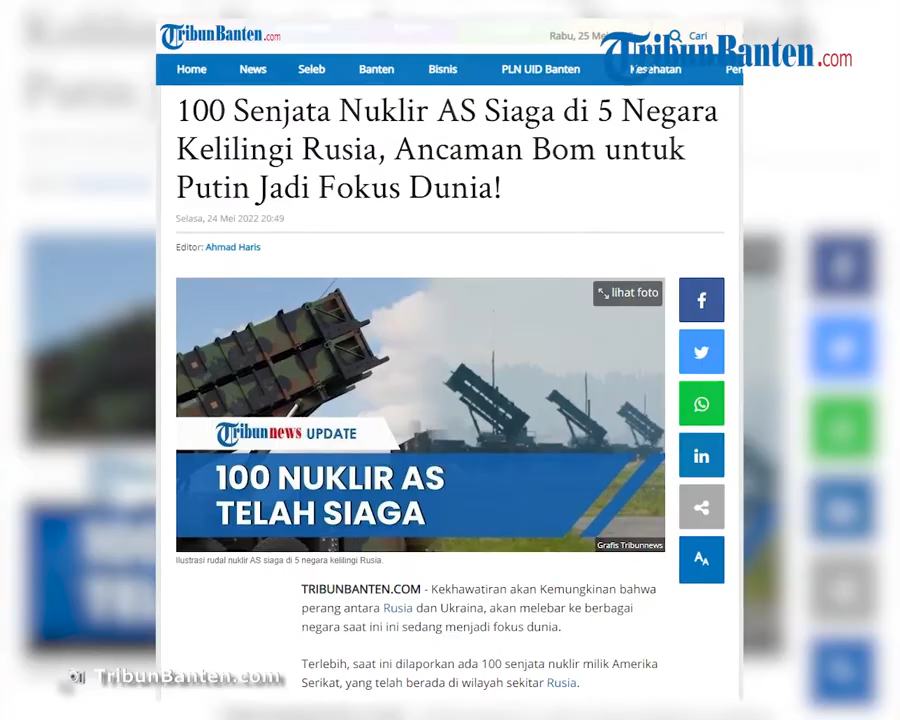 TribunBanten.com
Rabu, 25 Mei
Cari
TribunBanten.com
Home News Seleb Banten Bisnis PLN UID Banten Kesehatan
100 Senjata Nuklir AS Siaga di 5 Negara
Kelilingi Rusia, Ancaman Bom untuk
Putin Jadi Fokus Dunia!
Selasa, 24 Mei 2022 20:49
Editor: Ahmad Haris
lihat foto
Tribunnews UPDATE
100 NUKLIR AS
TELAH SIAGA
Grafis Tribunnews
Ilustrasi rudal nuklir AS siaga di 5 negara kelilingi Rusia.
TRIBUNBANTEN.COM - Kekhawatiran akan Kemungkinan bahwa
perang antara Rusia dan Ukraina, akan melebar ke berbagai
negara saat ini ini sedang menjadi fokus dunia.
Terlebih, saat ini dilaporkan ada 100 senjata nuklir milik Amerika
Serikat, yang telah berada di wilayah sekitar Rusia.
TribunBanten.com